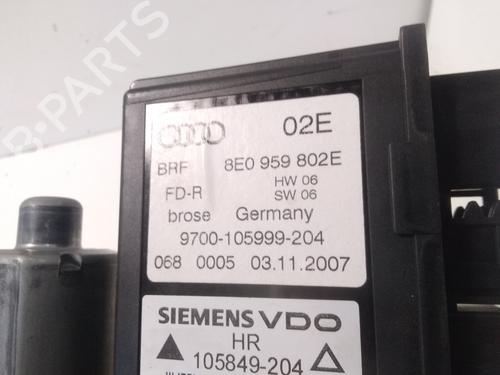 B-PARTS
02E
BRF 8E0 959 802E
FD-R HW 06
SW 06
brose Germany
9700-105999-204
068 0005 03.11.2007
SIEMENS VDO
HR
105849-204